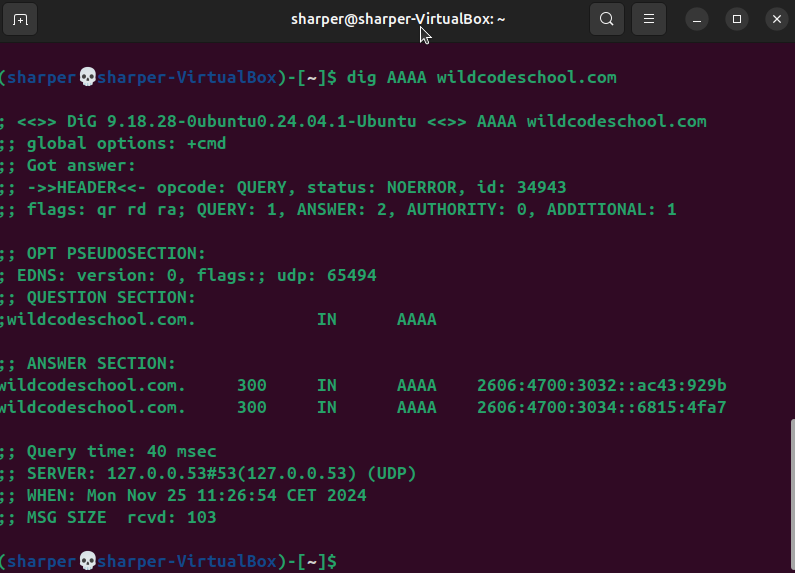 sharper@sharper-VirtualBox: ~
(sharper💀sharper-VirtualBox)-[~]$ dig AAAA wildcodeschool.com
; <<>> DiG 9.18.28-0ubuntu0.24.04.1-Ubuntu <<>> AAAA wildcodeschool.com
;; global options: +cmd
;; Got answer:
;; ->>HEADER<<- opcode: QUERY, status: NOERROR, id: 34943
;; flags: qr rd ra; QUERY: 1, ANSWER: 2, AUTHORITY: 0, ADDITIONAL: 1
;; OPT PSEUDOSECTION:
; EDNS: version: 0, flags:; udp: 65494
;; QUESTION SECTION:
;wildcodeschool.com. IN AAAA
;; ANSWER SECTION:
wildcodeschool.com. 300 IN AAAA 2606:4700:3032::ac43:929b
wildcodeschool.com. 300 IN AAAA 2606:4700:3034::6815:4fa7
;; Query time: 40 msec
;; SERVER: 127.0.0.53#53(127.0.0.53) (UDP)
;; WHEN: Mon Nov 25 11:26:54 CET 2024
;; MSG SIZE  rcvd: 103
(sharper💀sharper-VirtualBox)-[~]$